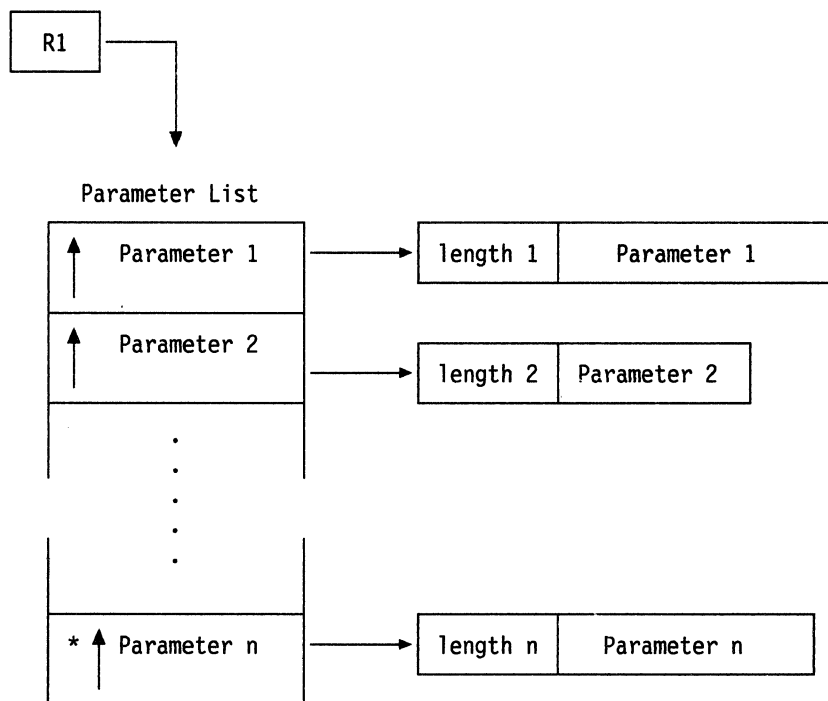 R1
Parameter List
Parameter 1
length 1 Parameter 1
Parameter 2
length 2 Parameter 2
* Parameter n
length n Parameter n